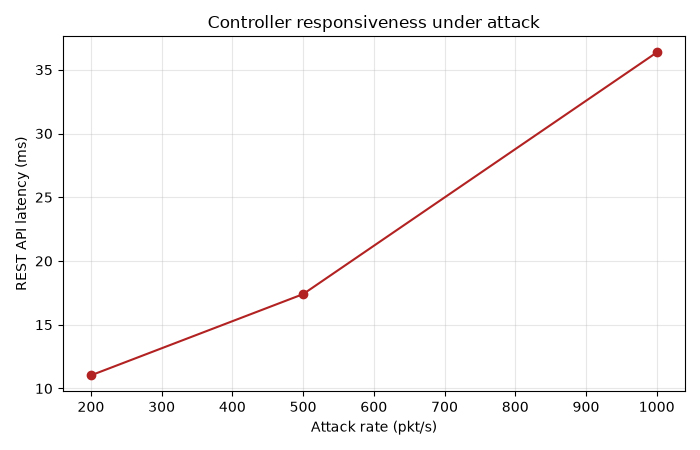 Controller responsiveness under attack
REST API latency (ms)
35
30
25
20
15
10
200 300 400 500 600 700 800 900 1000
Attack rate (pkt/s)